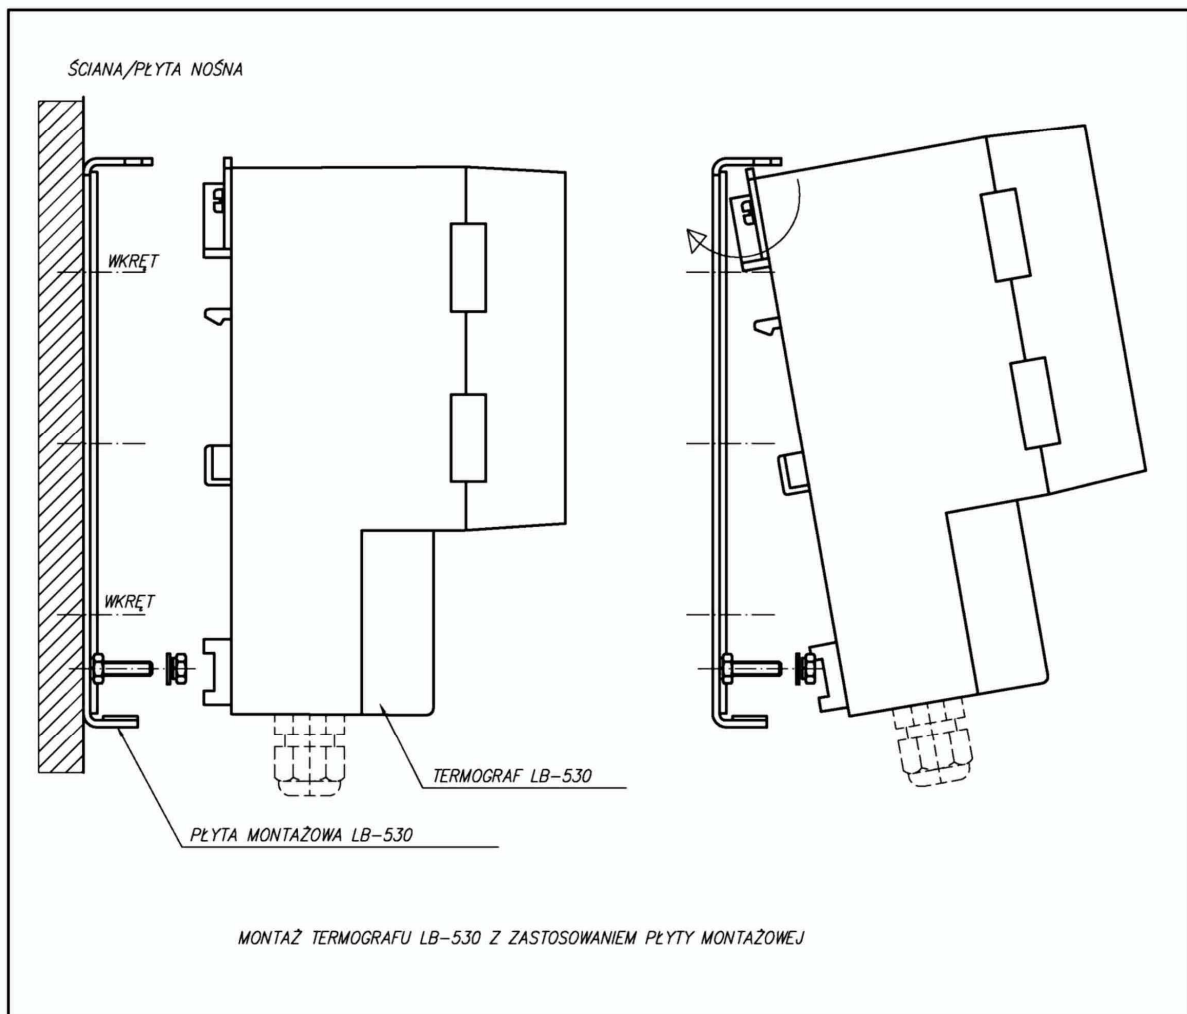 ŚCIANA/PŁYTA NOŚNA
WKRĘT
WKRĘT
TERMOGRAF LB-530
PŁYTA MONTAŻOWA LB-530
MONTAŻ TERMOGRAFU LB-530 Z ZASTOSOWANIEM PŁYTY MONTAŻOWEJ